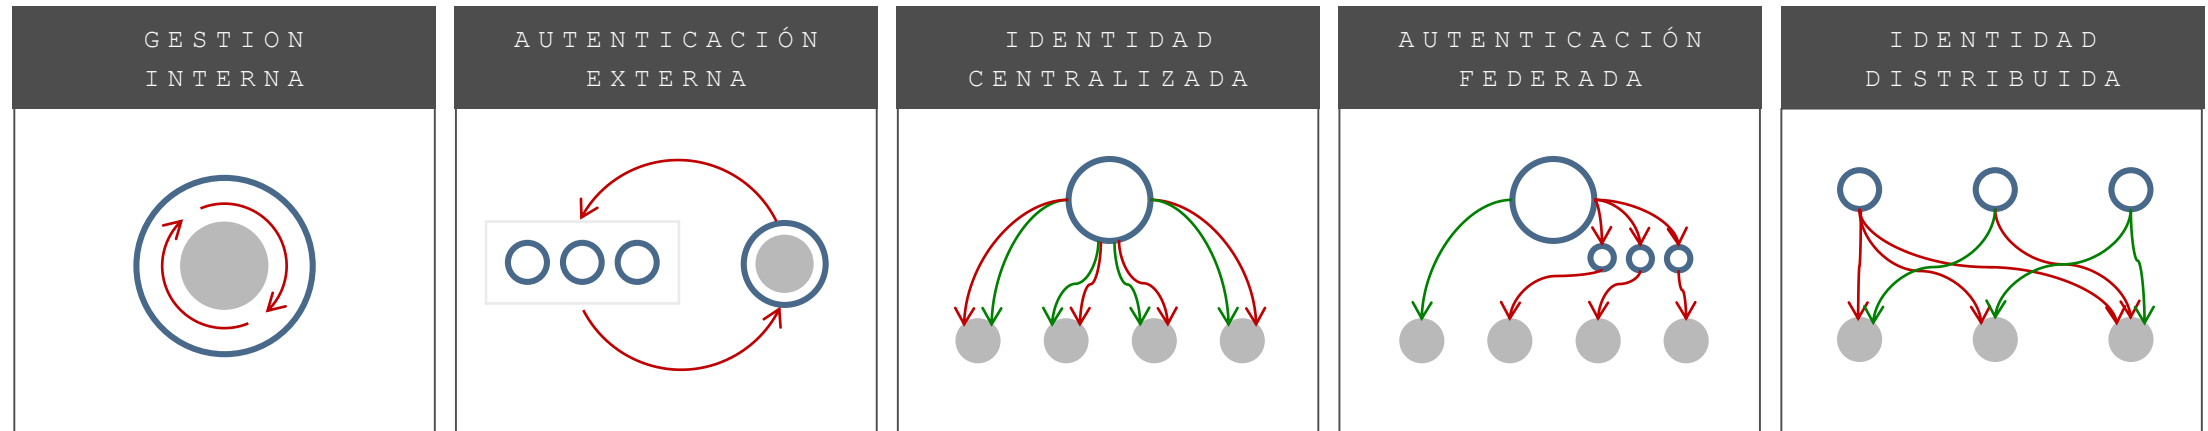 GESTION
INTERNA
AUTENTICACIÓN
EXTERNA
IDENTIDAD
CENTRALIZADA
AUTENTICACIÓN
FEDERADA
IDENTIDAD
DISTRIBUIDA